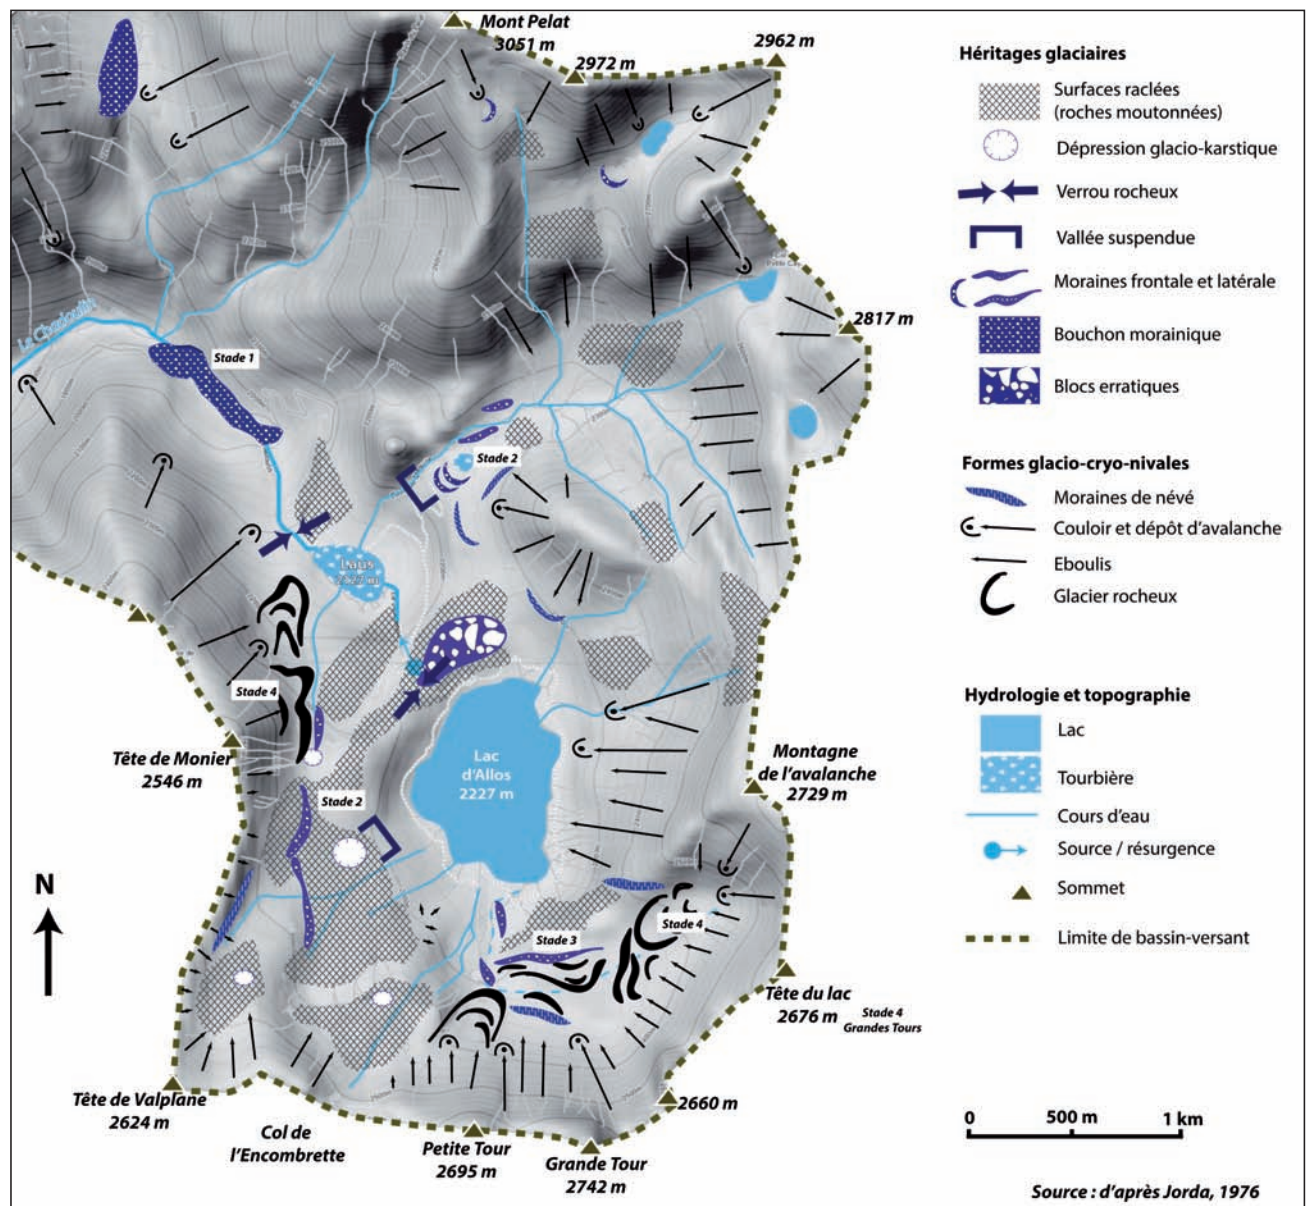 Mont Pelat
3051 m
2972 m
2962 m
2817 m
Stade 1
Stade 2
Laus
Stade 4
Tête de Monier
2546 m
Lac
d'Allos
2227 m
Montagne
de l'avalanche
2729 m
Stade 2
Stade 4
Stade 3
Tête du lac
2676 m
Stade 4
Grandes Tours
Tête de Valplane
2624 m
Col de
l'Encombrette
Petite Tour
2695 m
Grande Tour
2742 m
2660 m
N
Héritages glaciaires
Surfaces raclées
(roches moutonnées)
Dépression glacio-karstique
Verrou rocheux
Vallée suspendue
Moraines frontale et latérale
Bouchon morainique
Blocs erratiques
Formes glacio-cryo-nivales
Moraines de névé
Couloir et dépôt d'avalanche
Eboulis
Glacier rocheux
Hydrologie et topographie
Lac
Tourbière
Cours d'eau
Source / résurgence
Sommet
Limite de bassin-versant
0 500 m 1 km
Source : d'après Jorda, 1976